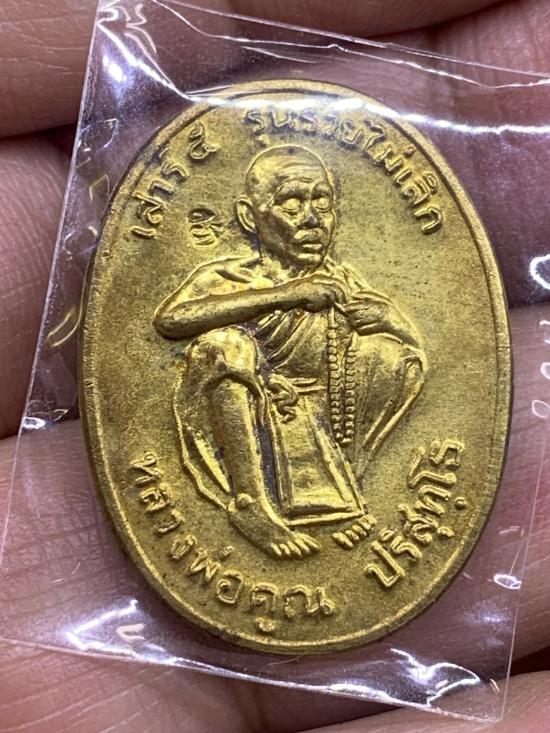 เสาร์ ๕ รุ่นรวยไม่เลิก
หลวงพ่อคูณ ปริสุทฺโธ